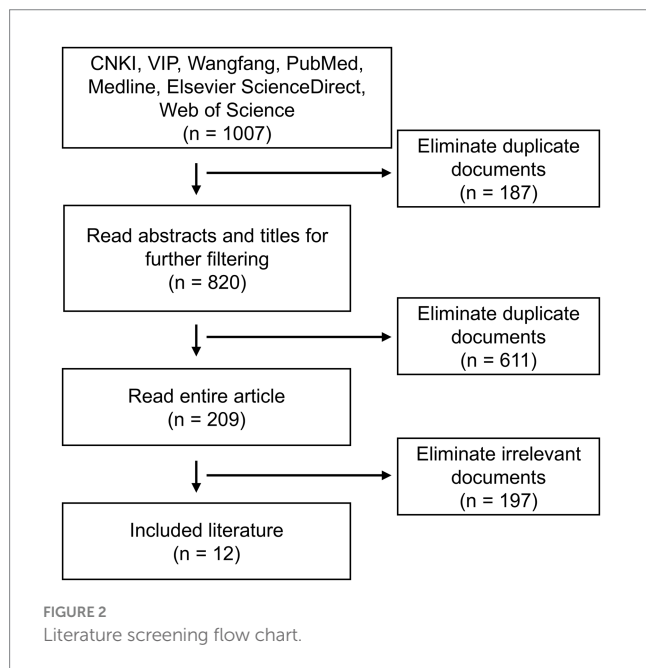 CNKI, VIP, Wangfang, PubMed,
Medline, Elsevier ScienceDirect,
Web of Science
(n = 1007)
Eliminate duplicate
documents
(n = 187)
Read abstracts and titles for
further filtering
(n = 820)
Eliminate duplicate
documents
(n = 611)
Read entire article
(n = 209)
Eliminate irrelevant
documents
(n = 197)
Included literature
(n = 12)
FIGURE 2
Literature screening flow chart.